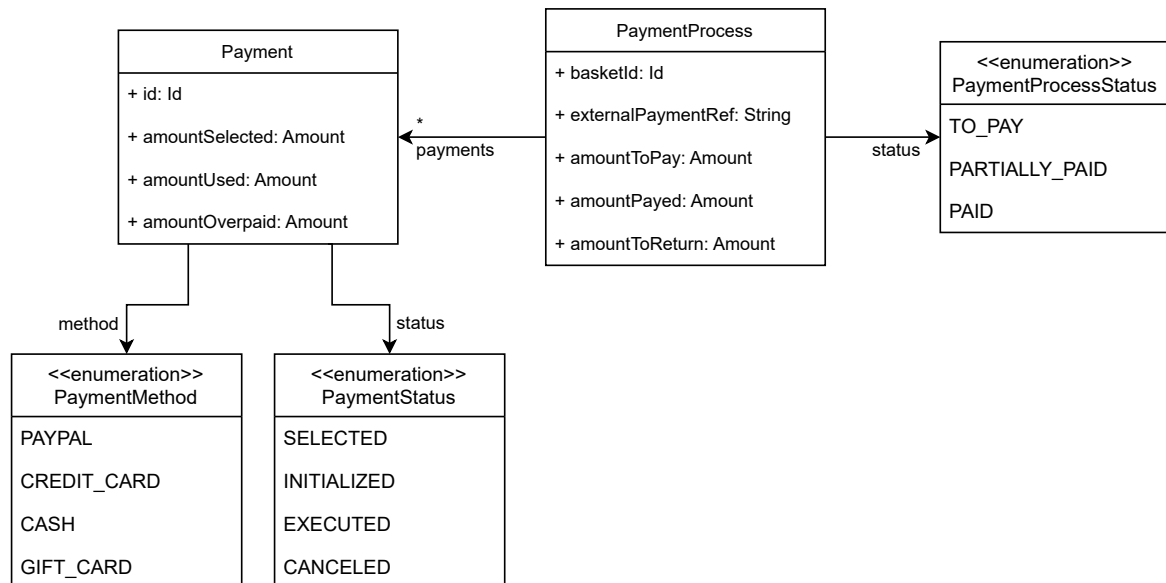 Payment
+ id: Id
+ amountSelected: Amount
+ amountUsed: Amount
+ amountOverpaid: Amount
*
payments
PaymentProcess
+ basketId: Id
+ externalPaymentRef: String
+ amountToPay: Amount
+ amountPayed: Amount
+ amountToReturn: Amount
status
<<enumeration>>
PaymentProcessStatus
TO_PAY
PARTIALLY_PAID
PAID
method
status
<<enumeration>>
PaymentMethod
PAYPAL
CREDIT_CARD
CASH
GIFT_CARD
<<enumeration>>
PaymentStatus
SELECTED
INITIALIZED
EXECUTED
CANCELED